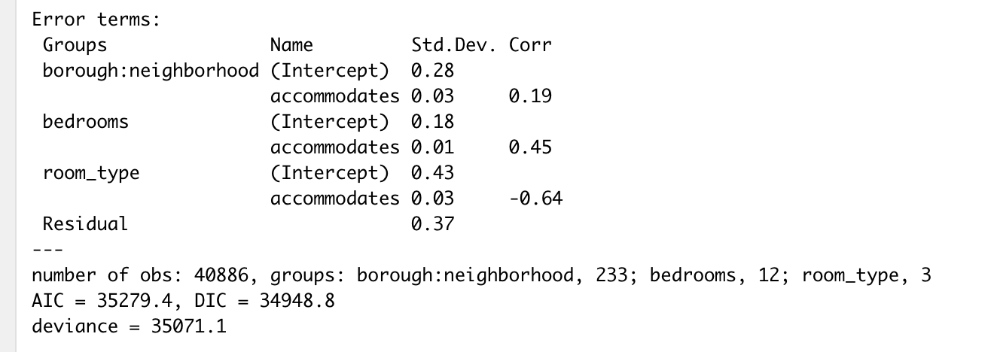 Error terms:
 Groups               Name        Std.Dev. Corr
 borough:neighborhood (Intercept) 0.28
                      accommodates 0.03     0.19
 bedrooms             (Intercept) 0.18
                      accommodates 0.01     0.45
 room_type            (Intercept) 0.43
                      accommodates 0.03     -0.64
 Residual                         0.37
---
number of obs: 40886, groups: borough:neighborhood, 233; bedrooms, 12; room_type, 3
AIC = 35279.4, DIC = 34948.8
deviance = 35071.1